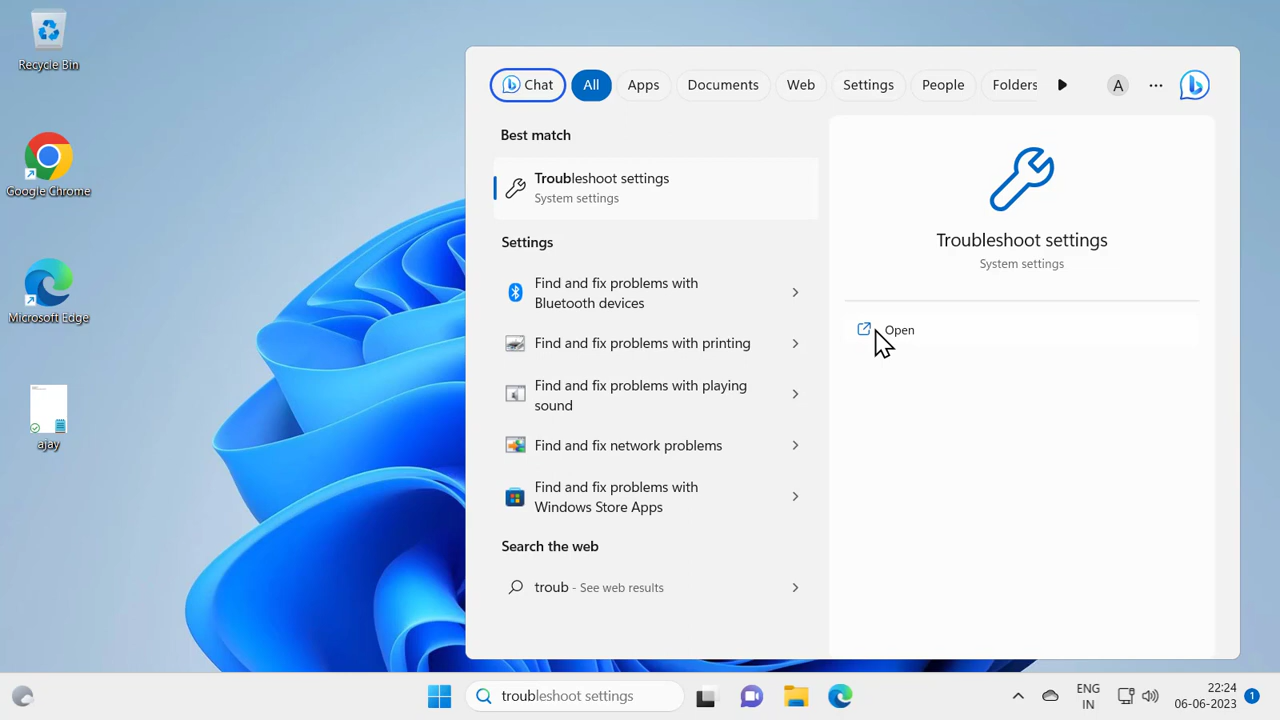 Recycle Bin
Google Chrome
Microsoft Edge
ajay
Chat All Apps Documents Web Settings People Folders A
Best match
Troubleshoot settings
System settings
Settings
Find and fix problems with
Bluetooth devices
Find and fix problems with printing
Find and fix problems with playing
sound
Find and fix network problems
Find and fix problems with
Windows Store Apps
Search the web
troub - See web results
Troubleshoot settings
System settings
Open
troubleshoot settings
ENG
IN
22:24
06-06-2023
1